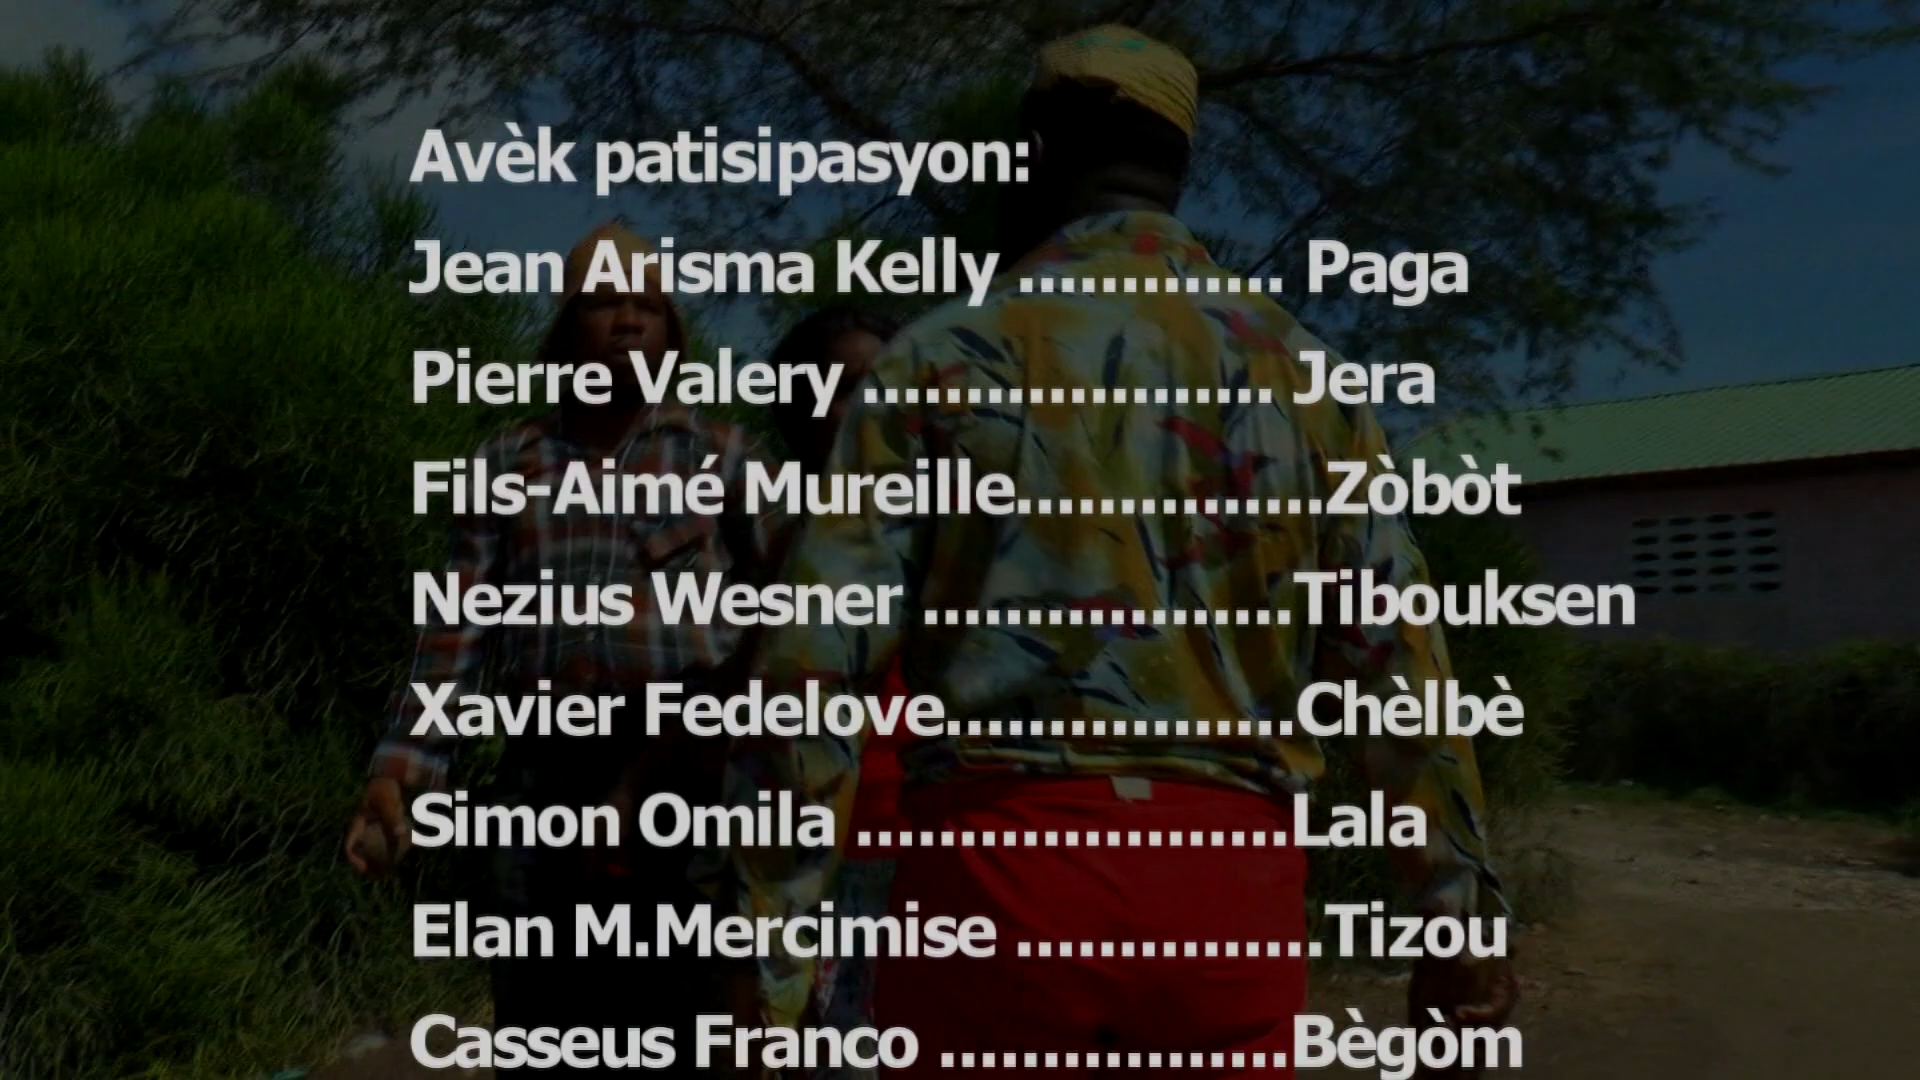 Avèk patisipasyon:
Jean Arisma Kelly ............. Paga
Pierre Valery .................... Jera
Fils-Aimé Mureille...............Zòbòt
Nezius Wesner ..................Tibouksen
Xavier Fedelove.................Chèlbè
Simon Omila .....................Lala
Elan M.Mercimise ...............Tizou
Casseus Franco .................Bègòm